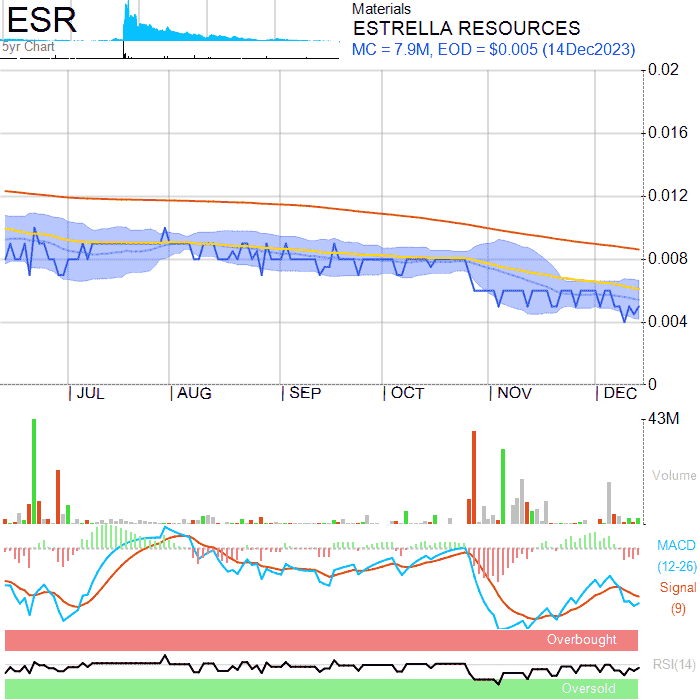 ESR
5yr Chart
Materials
ESTRELLA RESOURCES
MC = 7.9M, EOD = $0.005 (14Dec2023)
0.02
0.016
0.012
0.008
0.004
0
JUL
AUG
SEP
OCT
NOV
DEC
43M
Volume
MACD
(12-26)
Signal
(9)
Overbought
RSI(14)
Oversold